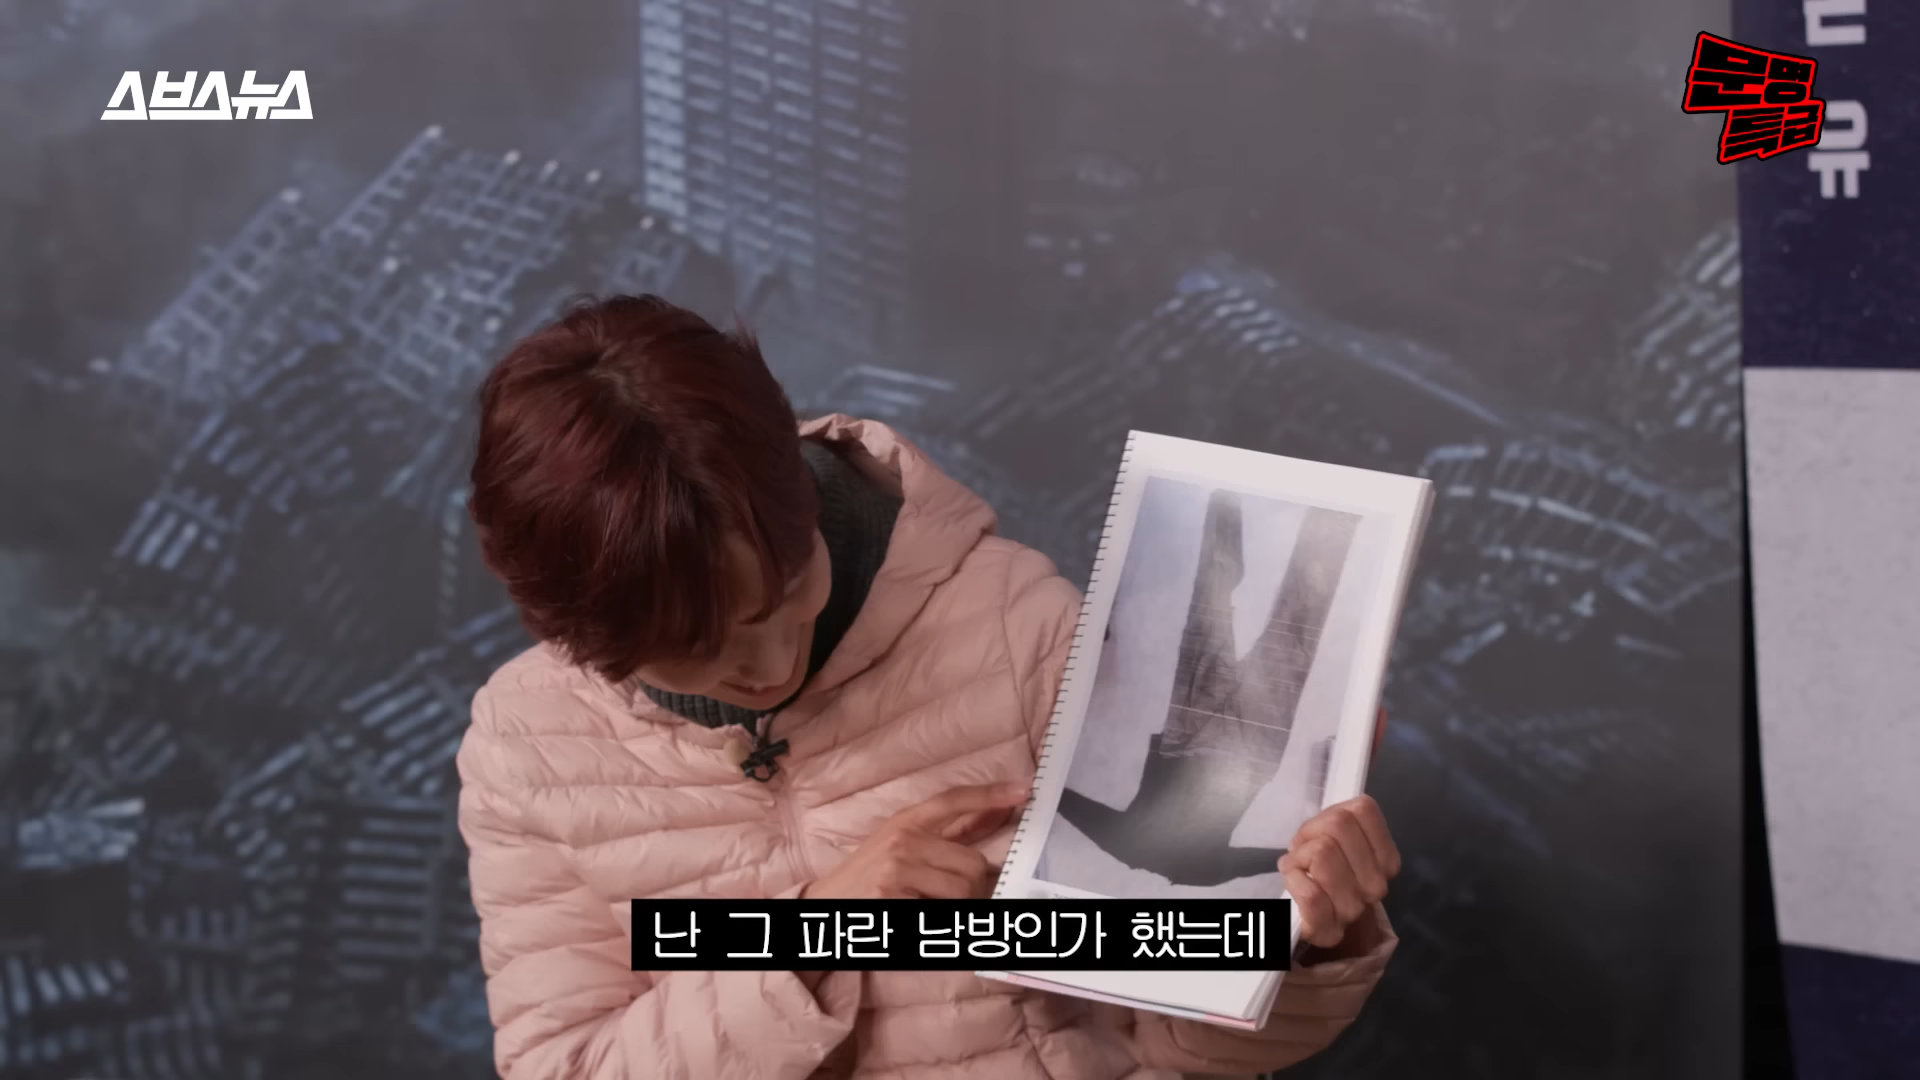 스브스뉴스
문명
특급
야
난 그 파란 남방인가 했는데